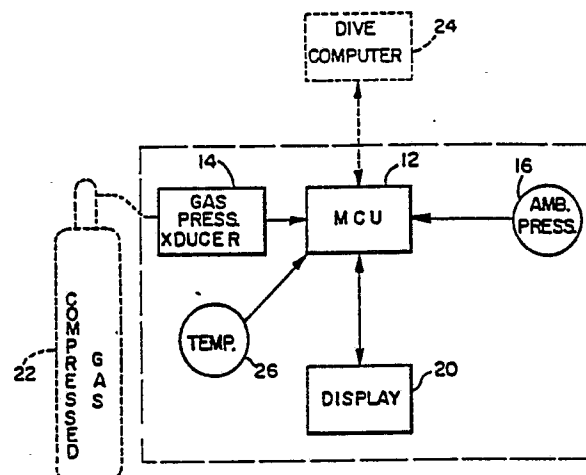 DIVE
COMPUTER
24
14
12
16
GAS
PRESS.
XDUCER
MCU
AMB.
PRESS.
COMPRESSED
GAS
22
TEMP.
26
20
DISPLAY